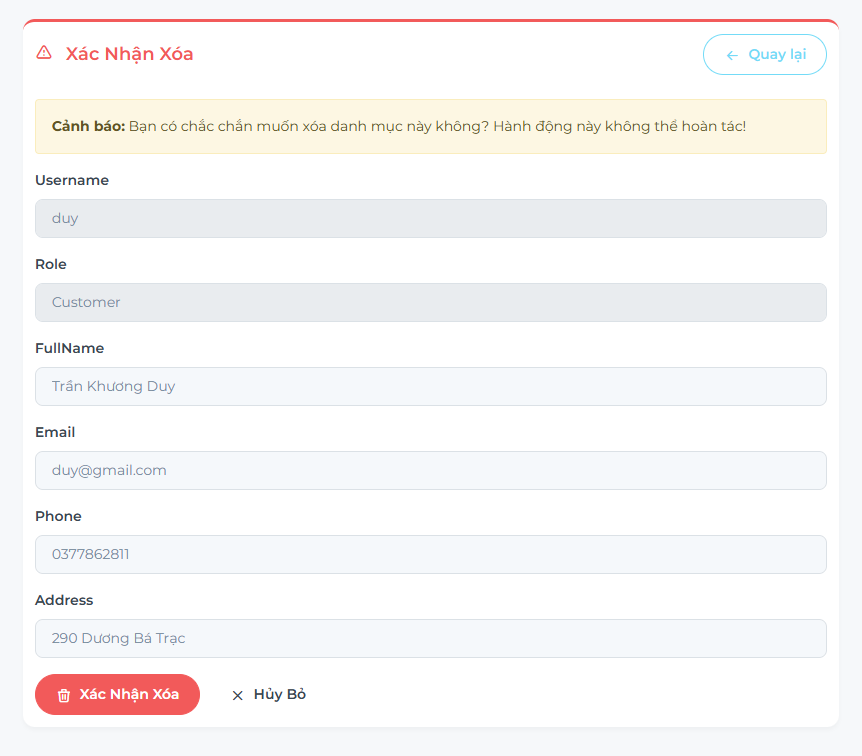 Xác Nhận Xóa
Quay lại
Cảnh báo: Bạn có chắc chắn muốn xóa danh mục này không? Hành động này không thể hoàn tác!
Username
duy
Role
Customer
FullName
Trần Khương Duy
Email
duy@gmail.com
Phone
0377862811
Address
290 Dương Bá Trạc
Xác Nhận Xóa
Hủy Bỏ